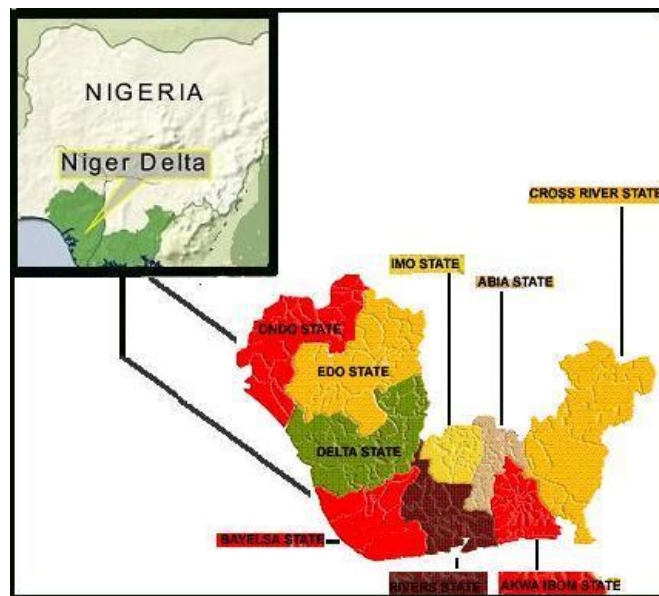 NIGERIA
Niger Delta
CROSS RIVER STATE
IMO STATE
ABIA STATE
ONDO STATE
EDO STATE
DELTA STATE
BAYELSA STATE
RIVERS STATE
AKWA IBOM STATE